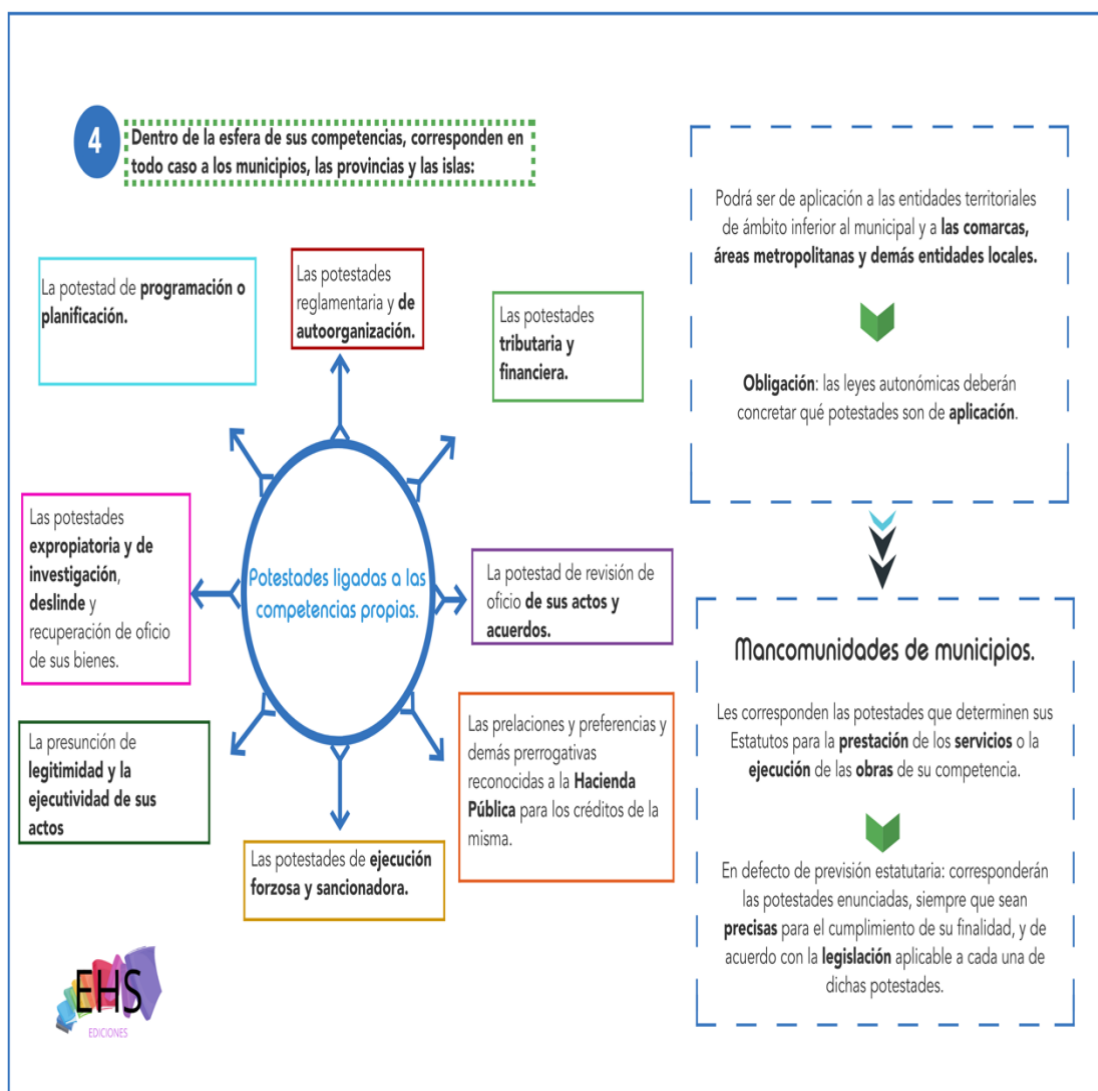 4
Dentro de la esfera de sus competencias, corresponden en
todo caso a los municipios, las provincias y las islas:
La potestad de programación o
planificación.
Las potestades
reglamentaria y de
autoorganización.
Las potestades
tributaria y
financiera.
Las potestades
expropiatoria y de
investigación,
deslinde y
recuperación de oficio
de sus bienes.
Potestades ligadas a las
competencias propias.
La potestad de revisión de
oficio de sus actos y
acuerdos.
La presunción de
legitimidad y la
ejecutividad de sus
actos
Las potestades de ejecución
forzosa y sancionadora.
Las prelaciones y preferencias y
demás prerrogativas
reconocidas a la Hacienda
Pública para los créditos de la
misma.
EHS
EDICIONES
Podrá ser de aplicación a las entidades territoriales
de ámbito inferior al municipal y a las comarcas,
áreas metropolitanas y demás entidades locales.
Obligación: las leyes autonómicas deberán
concretar qué potestades son de aplicación.
Mancomunidades de municipios.
Les corresponden las potestades que determinen sus
Estatutos para la prestación de los servicios o la
ejecución de las obras de su competencia.
En defecto de previsión estatutaria: corresponderán
las potestades enunciadas, siempre que sean
precisas para el cumplimiento de su finalidad, y de
acuerdo con la legislación aplicable a cada una de
dichas potestades.